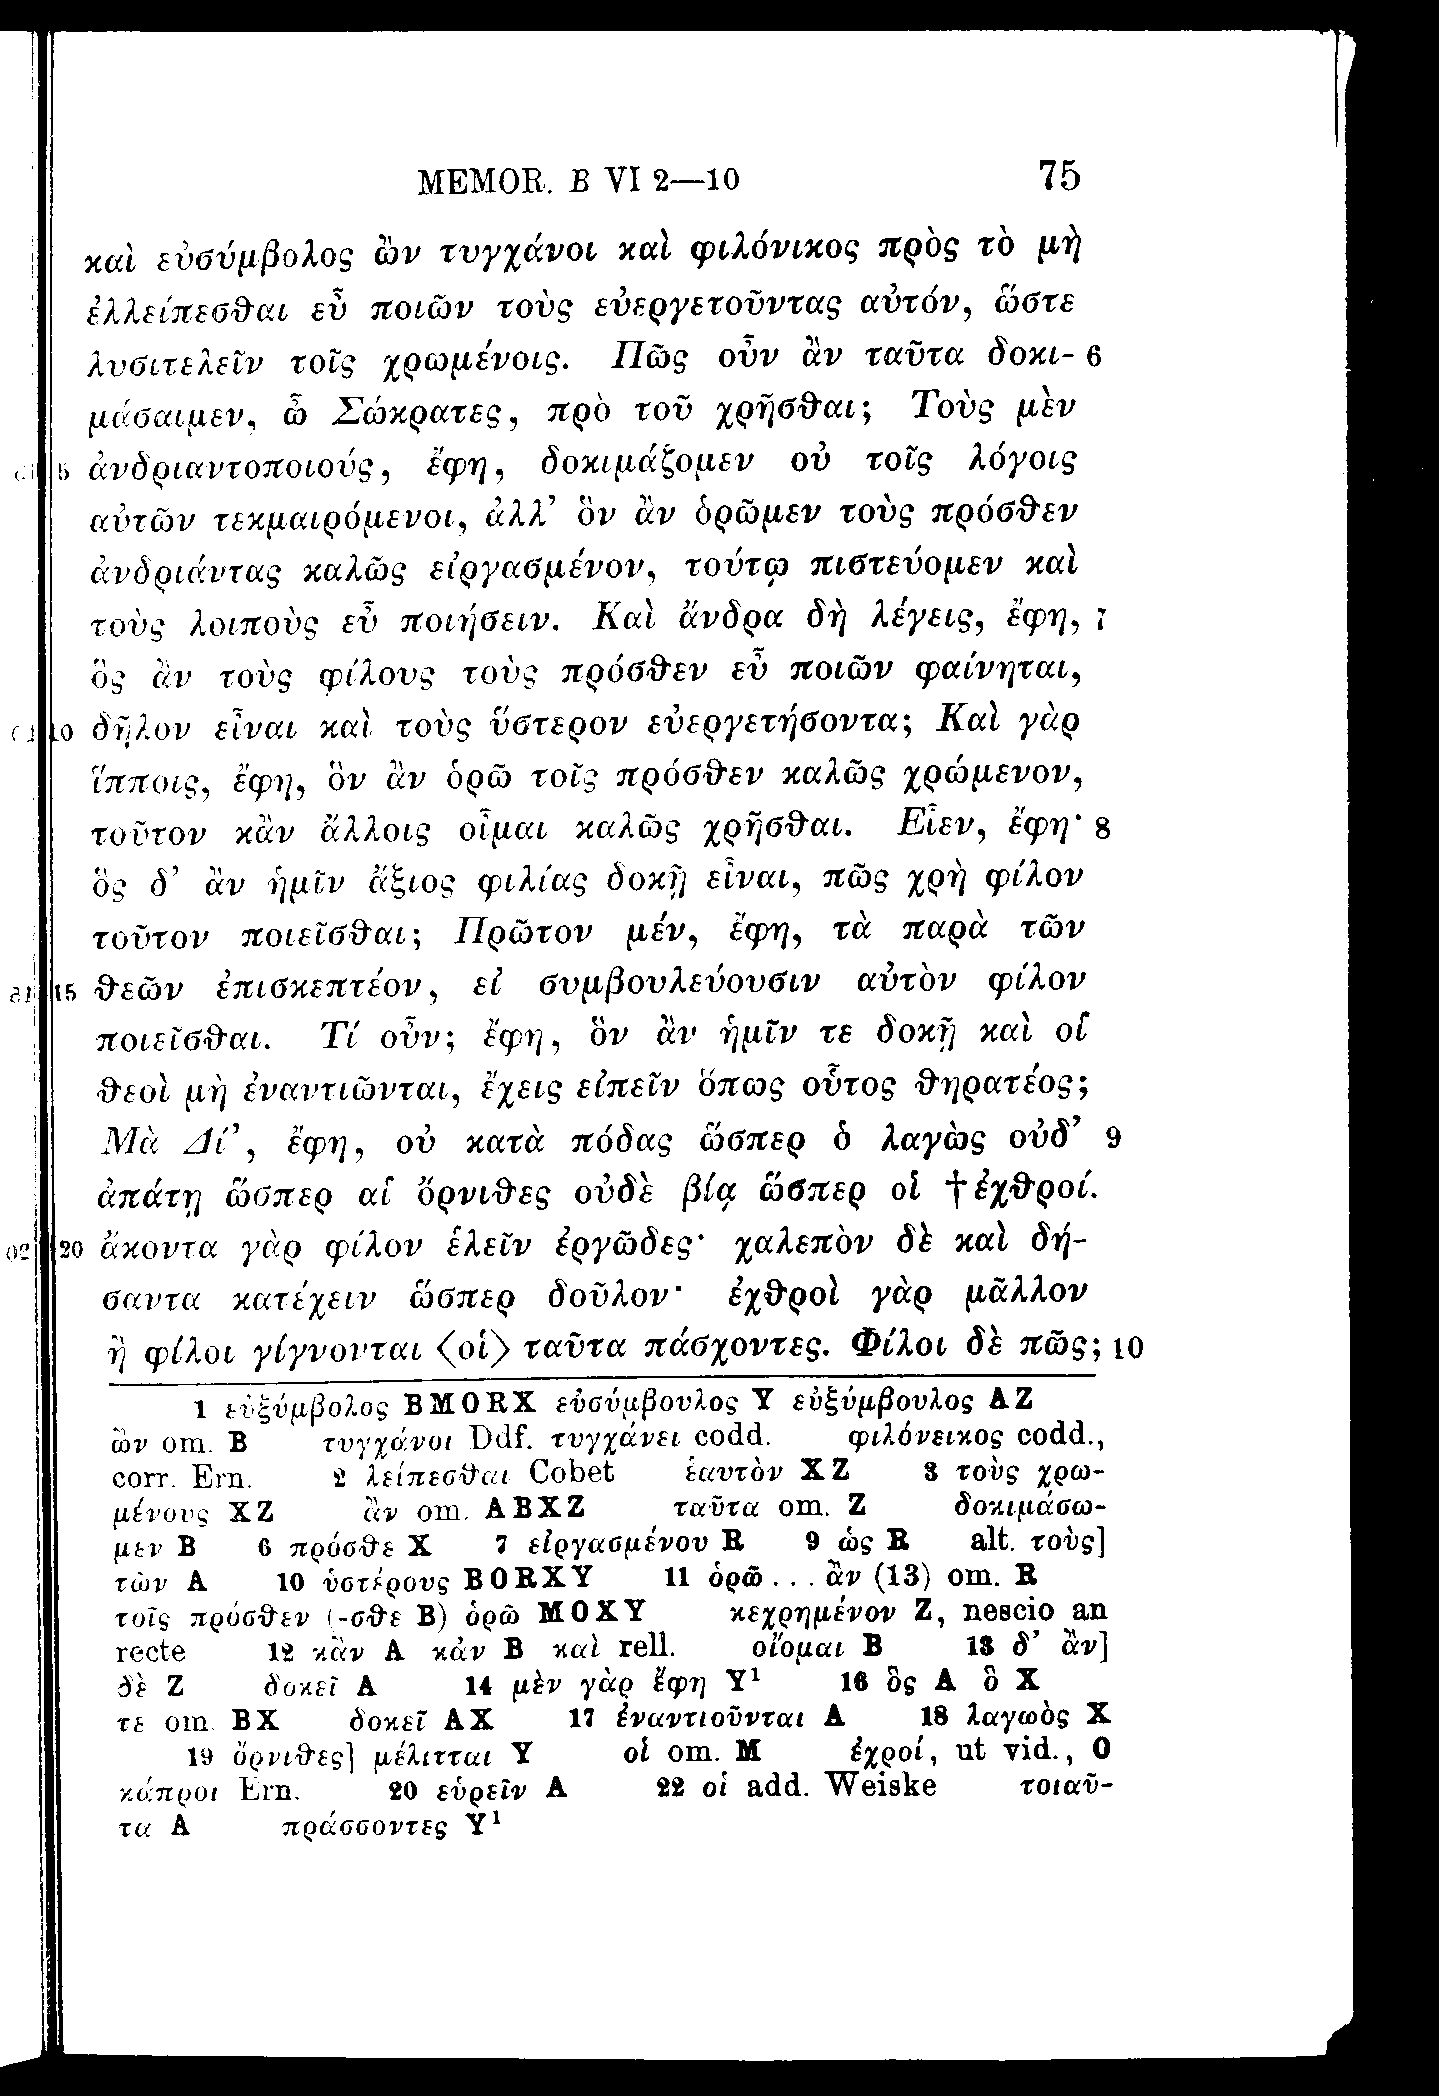 MEMOR. B VI 2—10 75
καὶ εὐσύμβολος ὢν τυγχάνοι καὶ φιλόνικος πρὸς τὸ μὴ
ἐλλείπεσθαι εὖ ποιῶν τοὺς εὐεργετοῦντας αὐτόν, ὥστε
λυσιτελεῖν τοῖς χρωμένοις. Πῶς οὖν ἂν ταῦτα δοκι- 6
μάσαιμεν, ὦ Σώκρατες, πρὸ τοῦ χρῆσθαι; Τοὺς μὲν
5 ἀνδριαντοποιούς, ἔφη, δοκιμάζομεν οὐ τοῖς λόγοις
αὐτῶν τεκμαιρόμενοι, ἀλλ’ ὃν ἂν ὁρῶμεν τοὺς πρόσθεν
ἀνδριάντας καλῶς εἰργασμένον, τούτῳ πιστεύομεν καὶ
τοὺς λοιποὺς εὖ ποιήσειν. Καὶ ἄνδρα δὴ λέγεις, ἔφη, 7
ὃς ἂν τοὺς φίλους τοὺς πρόσθεν εὖ ποιῶν φαίνηται,
10 δῆλον εἶναι καὶ τοὺς ὕστερον εὐεργετήσοντα; Καὶ γὰρ
ἵπποις, ἔφη, ὃν ἂν ὁρῶ τοῖς πρόσθεν καλῶς χρώμενον,
τοῦτον κἂν ἄλλοις οἶμαι καλῶς χρῆσθαι. Εἶεν, ἔφη· 8
ὃς δ’ ἂν ἡμῖν ἄξιος φιλίας δοκῇ εἶναι, πῶς χρὴ φίλον
τοῦτον ποιεῖσθαι; Πρῶτον μέν, ἔφη, τὰ παρὰ τῶν
15 θεῶν ἐπισκεπτέον, εἰ συμβουλεύουσιν αὐτὸν φίλον
ποιεῖσθαι. Τί οὖν; ἔφη, ὃν ἂν ἡμῖν τε δοκῇ καὶ οἱ
θεοὶ μὴ ἐναντιῶνται, ἔχεις εἰπεῖν ὅπως οὗτος θηρατέος;
Μὰ Δί’, ἔφη, οὐ κατὰ πόδας ὥσπερ ὁ λαγὼς οὐδ’ 9
ἀπάτῃ ὥσπερ αἱ ὄρνιθες οὐδὲ βίᾳ ὥσπερ οἱ †ἐχθροί.
20 ἄκοντα γὰρ φίλον ἑλεῖν ἐργῶδες· χαλεπὸν δὲ καὶ δή-
σαντα κατέχειν ὥσπερ δοῦλον· ἐχθροὶ γὰρ μᾶλλον
ἢ φίλοι γίγνονται ⟨οἱ⟩ ταῦτα πάσχοντες. Φίλοι δὲ πῶς; 10
1 εὐξύμβολος BMORX εὐσύμβουλος Y εὐξύμβουλος AZ
ὢν om. B τυγχάνοι Ddf. τυγχάνει codd. φιλόνεικος codd.,
corr. Ern. 2 λείπεσθαι Cobet ἑαυτὸν XZ 3 τοὺς χρω-
μένους XZ ἂν om. ABXZ ταῦτα om. Z δοκιμάσω-
μεν B 6 πρόσθε X 7 εἰργασμένου R 9 ὡς R alt. τοὺς]
τῶν A 10 ὑστέρους BORXY 11 ὁρῶ... ἂν (13) om. R
τοῖς πρόσθεν (-σθε B) ὁρῶ MOXY κεχρημένον Z, nescio an
recte 12 κἂν A κἀν B καὶ rell. οἴομαι B 13 δ’ ἂν]
δὲ Z δοκεῖ A 14 μὲν γὰρ ἔφη Y¹ 16 ὃς A ὃ X
τε om. BX δοκεῖ AX 17 ἐναντιοῦνται A 18 λαγωὸς X
19 ὄρνιθες] μέλιτται Y οἱ om. M ἐχροί, ut vid., O
κάπροι Ern. 20 εὑρεῖν A 22 οἱ add. Weiske τοιαῦ-
τα A πράσσοντες Y¹